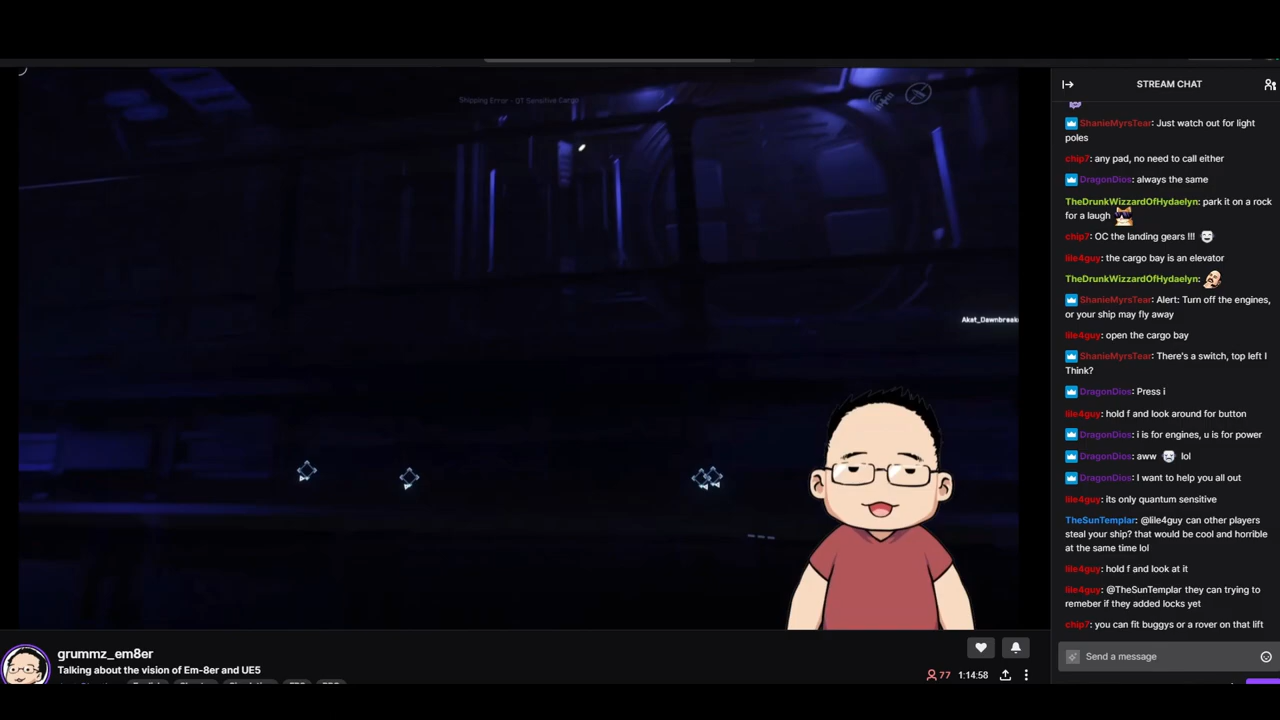 Shipping Error - QT Sensitive Cargo
STREAM CHAT
ShanieMyrsTear: Just watch out for light
poles
chip7: any pad, no need to call either
DragonDios: always the same
TheDrunkWizzardOfHydaelyn: park it on a rock
for a laugh
chip7: OC the landing gears !!!
lile4guy: the cargo bay is an elevator
TheDrunkWizzardOfHydaelyn:
ShanieMyrsTear: Alert: Turn off the engines,
or your ship may fly away
Akat_Dawnbreak
lile4guy: open the cargo bay
ShanieMyrsTear: There's a switch, top left I
Think?
DragonDios: Press i
lile4guy: hold f and look around for button
DragonDios: i is for engines, u is for power
DragonDios: aww lol
DragonDios: I want to help you all out
lile4guy: its only quantum sensitive
TheSunTemplar: @lile4guy can other players
steal your ship? that would be cool and horrible
at the same time lol
lile4guy: hold f and look at it
lile4guy: @TheSunTemplar they can trying to
remeber if they added locks yet
chip7: you can fit buggys or a rover on that lift
Send a message
grummz_em8er
Talking about the vision of Em-8er and UE5
77 1:14:58